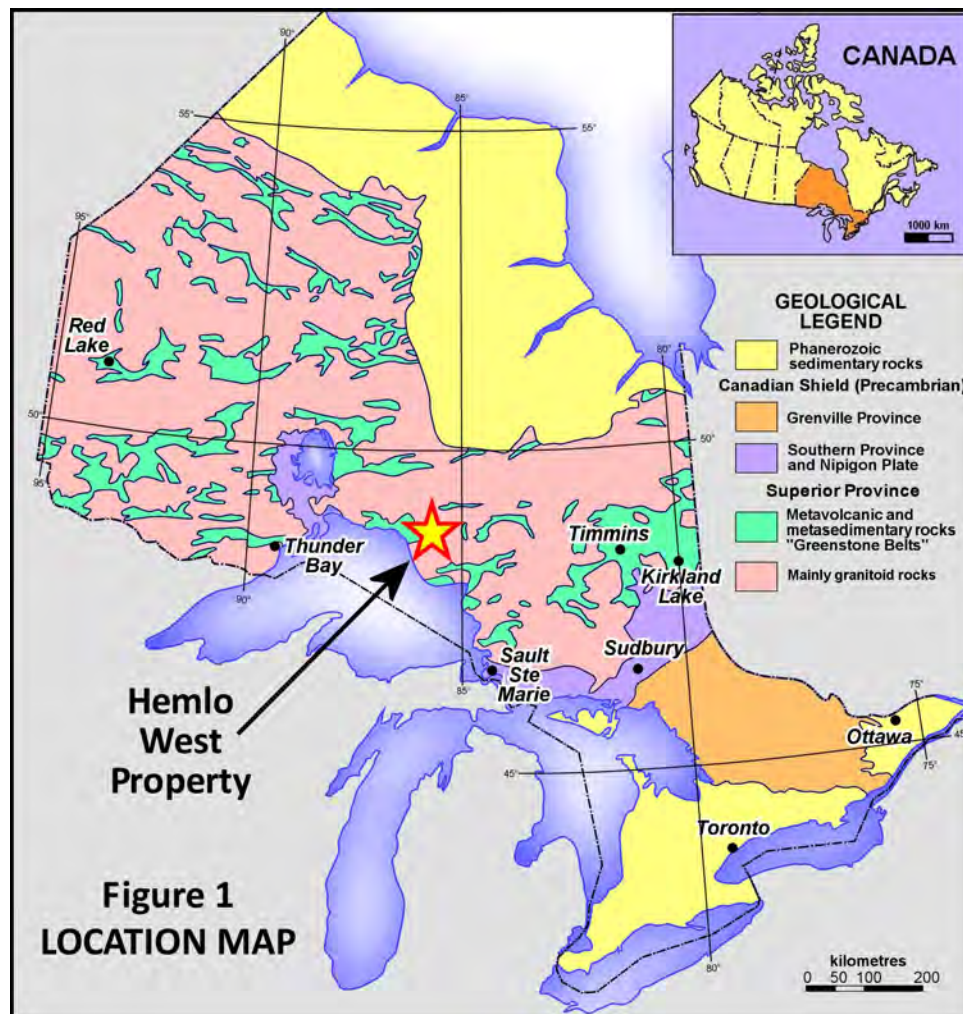 CANADA
1000 km
90°
85°
55°
55°
95°
Red
Lake
80°
50°
50°
95°
Thunder
Bay
90°
Timmins
Kirkland
Lake
Sault
Ste
Marie
85°
Sudbury
Ottawa
75°
75°
45°
45°
Toronto
80°
Hemlo
West
Property
GEOLOGICAL
LEGEND
Phanerozoic
sedimentary rocks
Canadian Shield (Precambrian)
Grenville Province
Southern Province
and Nipigon Plate
Superior Province
Metavolcanic and
metasedimentary rocks
"Greenstone Belts"
Mainly granitoid rocks
Figure 1
LOCATION MAP
kilometres
0 50 100 200